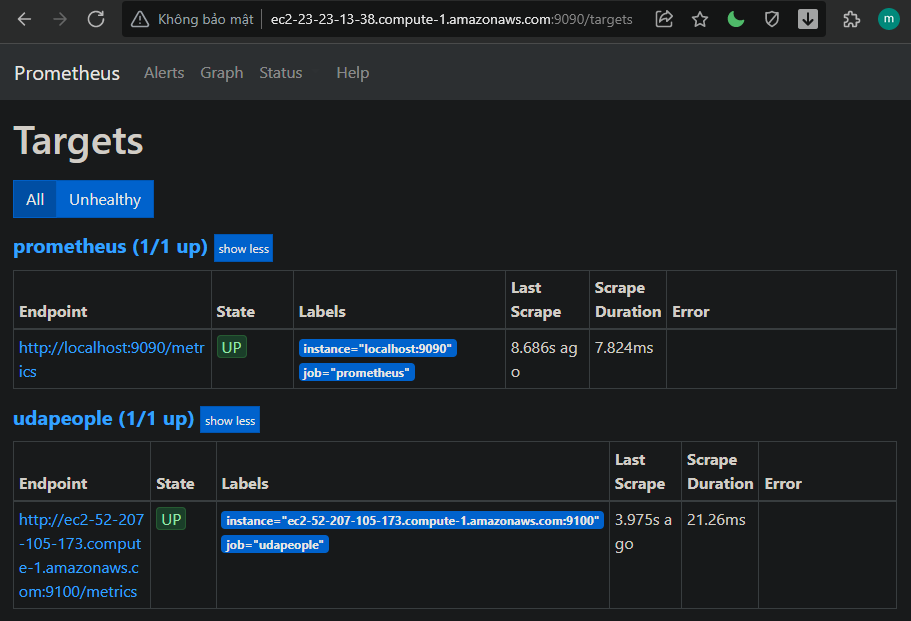 Không bảo mật ec2-23-23-13-38.compute-1.amazonaws.com:9090/targets m
Prometheus Alerts Graph Status Help
Targets
All Unhealthy
prometheus (1/1 up) show less
Endpoint State Labels Last Scrape Scrape Duration Error
http://localhost:9090/metrics UP instance="localhost:9090" job="prometheus" 8.686s ago 7.824ms
udapeople (1/1 up) show less
Endpoint State Labels Last Scrape Scrape Duration Error
http://ec2-52-207-105-173.compute-1.amazonaws.com:9100/metrics UP instance="ec2-52-207-105-173.compute-1.amazonaws.com:9100" job="udapeople" 3.975s ago 21.26ms